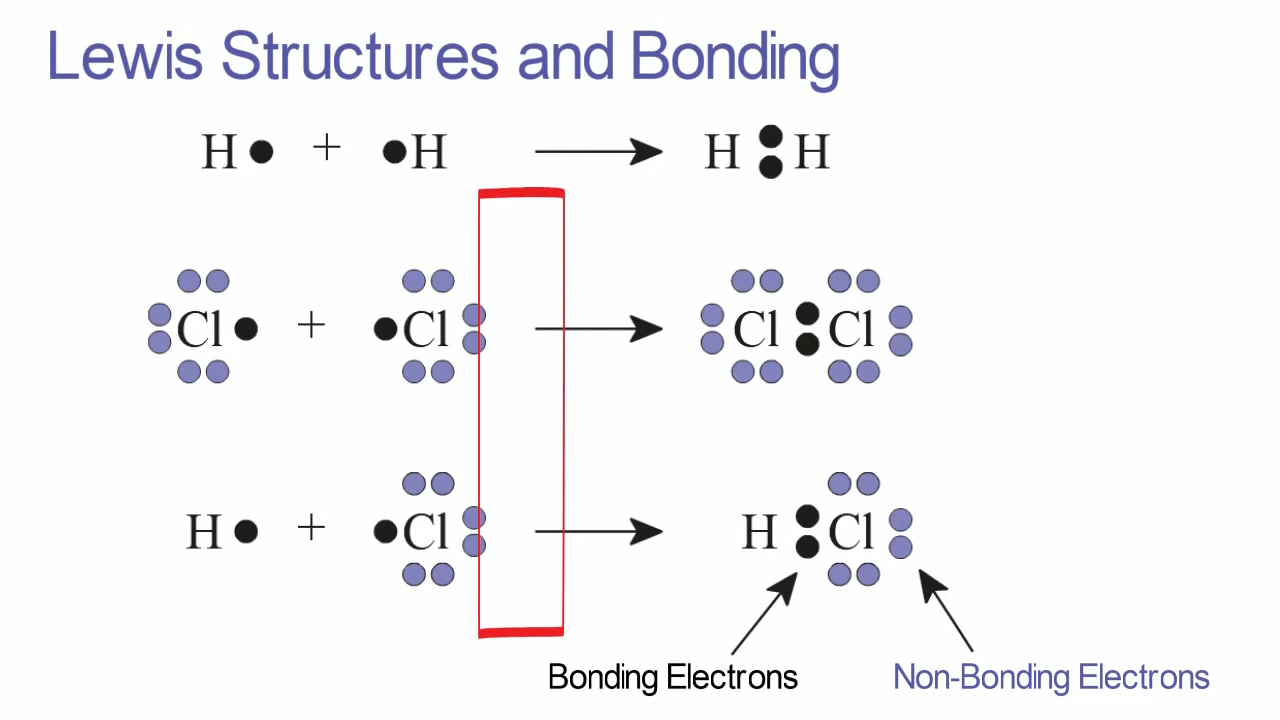 Lewis Structures and Bonding
H + H H H
Cl + Cl Cl Cl
H + Cl H Cl
Bonding Electrons Non-Bonding Electrons